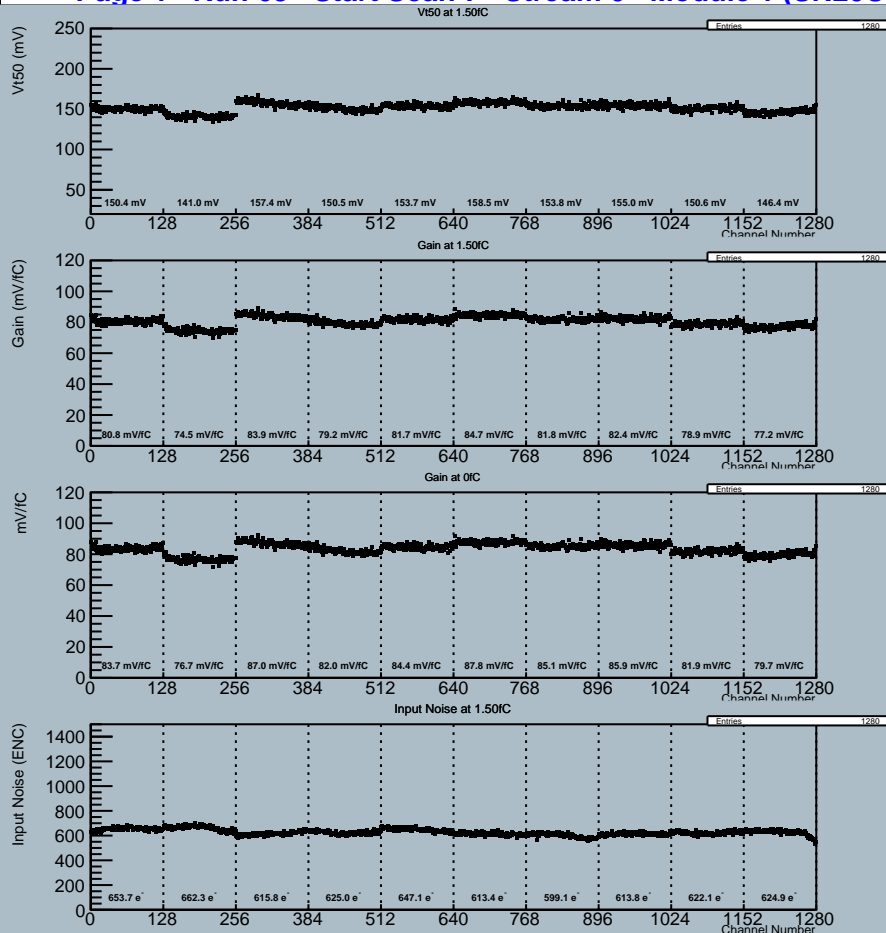 Vt50 at 1.50fC
Entries 1280
Vt50 (mV)
250
200
150
100
50
150.4 mV 141.0 mV 157.4 mV 150.5 mV 153.7 mV 158.5 mV 153.8 mV 155.0 mV 150.6 mV 146.4 mV
0 128 256 384 512 640 768 896 1024 1152 1280
Channel Number
Gain at 1.50fC
Entries 1280
Gain (mV/fC)
120
100
80
60
40
20
0
80.8 mV/fC 74.5 mV/fC 83.9 mV/fC 79.2 mV/fC 81.7 mV/fC 84.7 mV/fC 81.8 mV/fC 82.4 mV/fC 78.9 mV/fC 77.2 mV/fC
0 128 256 384 512 640 768 896 1024 1152 1280
Channel Number
Gain at 0fC
Entries 1280
mV/fC
120
100
80
60
40
20
0
83.7 mV/fC 76.7 mV/fC 87.0 mV/fC 82.0 mV/fC 84.4 mV/fC 87.8 mV/fC 85.1 mV/fC 85.9 mV/fC 81.9 mV/fC 79.7 mV/fC
0 128 256 384 512 640 768 896 1024 1152 1280
Channel Number
Input Noise at 1.50fC
Entries 1280
Input Noise (ENC)
1400
1200
1000
800
600
400
200
0
653.7 e⁻ 662.3 e⁻ 615.8 e⁻ 625.0 e⁻ 647.1 e⁻ 613.4 e⁻ 599.1 e⁻ 613.8 e⁻ 622.1 e⁻ 624.9 e⁻
0 128 256 384 512 640 768 896 1024 1152 1280
Channel Number